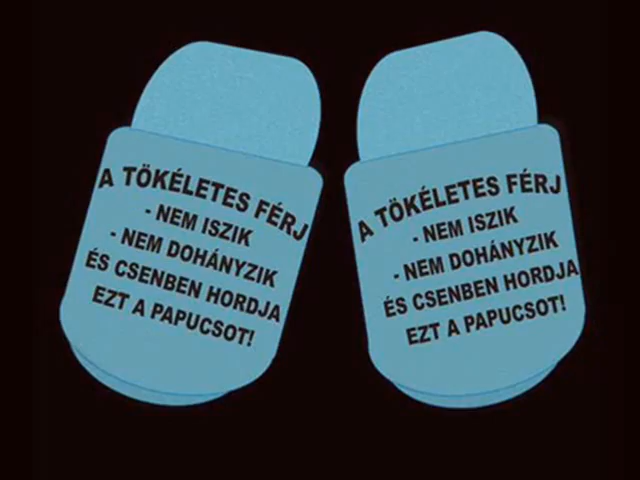 A TÖKÉLETES FÉRJ
- NEM ISZIK
- NEM DOHÁNYZIK
ÉS CSENBEN HORDJA
EZT A PAPUCSOT!
A TÖKÉLETES FÉRJ
- NEM ISZIK
- NEM DOHÁNYZIK
ÉS CSENBEN HORDJA
EZT A PAPUCSOT!